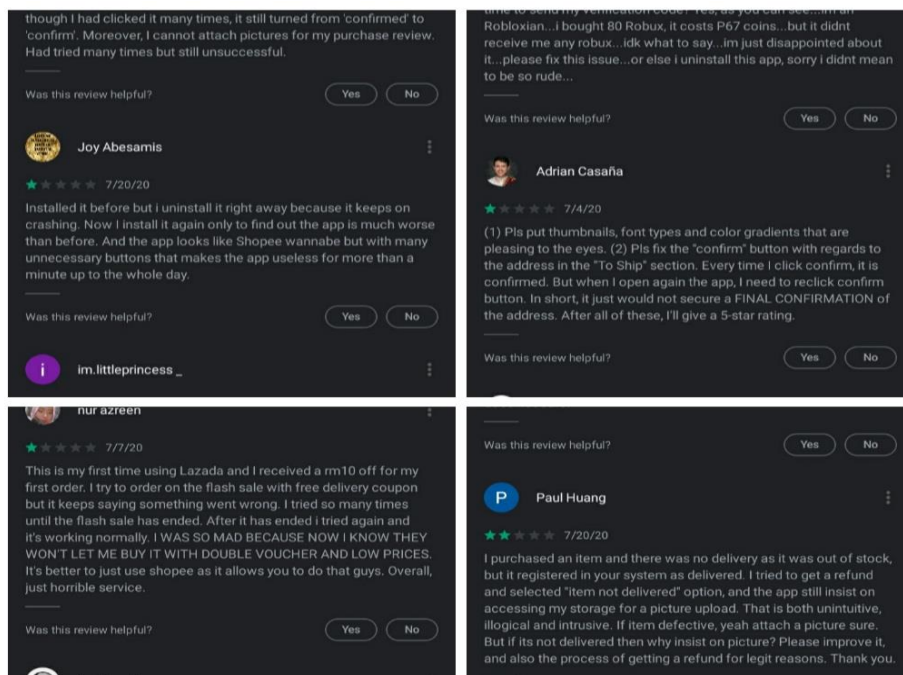 though I had clicked it many times, it still turned from 'confirmed' to
'confirm'. Moreover, I cannot attach pictures for my purchase review.
Had tried many times but still unsuccessful.
Was this review helpful?
Yes
No
Joy Abesamis
7/20/20
Installed it before but i uninstall it right away because it keeps on
crashing. Now I install it again only to find out the app is much worse
than before. And the app looks like Shopee wannabe but with many
unnecessary buttons that makes the app useless for more than a
minute up to the whole day.
Was this review helpful?
Yes
No
i
im.littleprincess _
time to send my verification code? Yes, as you can see...im an
Robloxian...i bought 80 Robux, it costs P67 coins...but it didnt
receive me any robux...idk what to say...im just disappointed about
it...please fix this issue...or else i uninstall this app, sorry i didnt mean
to be so rude...
Was this review helpful?
Yes
No
Adrian Casaña
7/4/20
(1) Pls put thumbnails, font types and color gradients that are
pleasing to the eyes. (2) Pls fix the "confirm" button with regards to
the address in the "To Ship" section. Every time I click confirm, it is
confirmed. But when I open again the app, I need to reclick confirm
button. In short, it just would not secure a FINAL CONFIRMATION of
the address. After all of these, I'll give a 5-star rating.
Was this review helpful?
Yes
No
nur azreen
7/7/20
This is my first time using Lazada and I received a rm10 off for my
first order. I try to order on the flash sale with free delivery coupon
but it keeps saying something went wrong. I tried so many times
until the flash sale has ended. After it has ended i tried again and
it's working normally. I WAS SO MAD BECAUSE NOW I KNOW THEY
WON'T LET ME BUY IT WITH DOUBLE VOUCHER AND LOW PRICES.
It's better to just use shopee as it allows you to do that guys. Overall,
just horrible service.
Was this review helpful?
Yes
No
Was this review helpful?
Yes
No
P
Paul Huang
7/20/20
I purchased an item and there was no delivery as it was out of stock,
but it registered in your system as delivered. I tried to get a refund
and selected "item not delivered" option, and the app still insist on
accessing my storage for a picture upload. That is both unintuitive,
illogical and intrusive. If item defective, yeah attach a picture sure.
But if its not delivered then why insist on picture? Please improve it,
and also the process of getting a refund for legit reasons. Thank you.